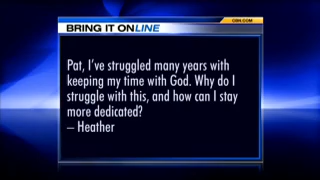 CBN.COM
BRING IT ONLINE
Pat, I've struggled many years with
keeping my time with God. Why do I
struggle with this, and how can I stay
more dedicated?
– Heather